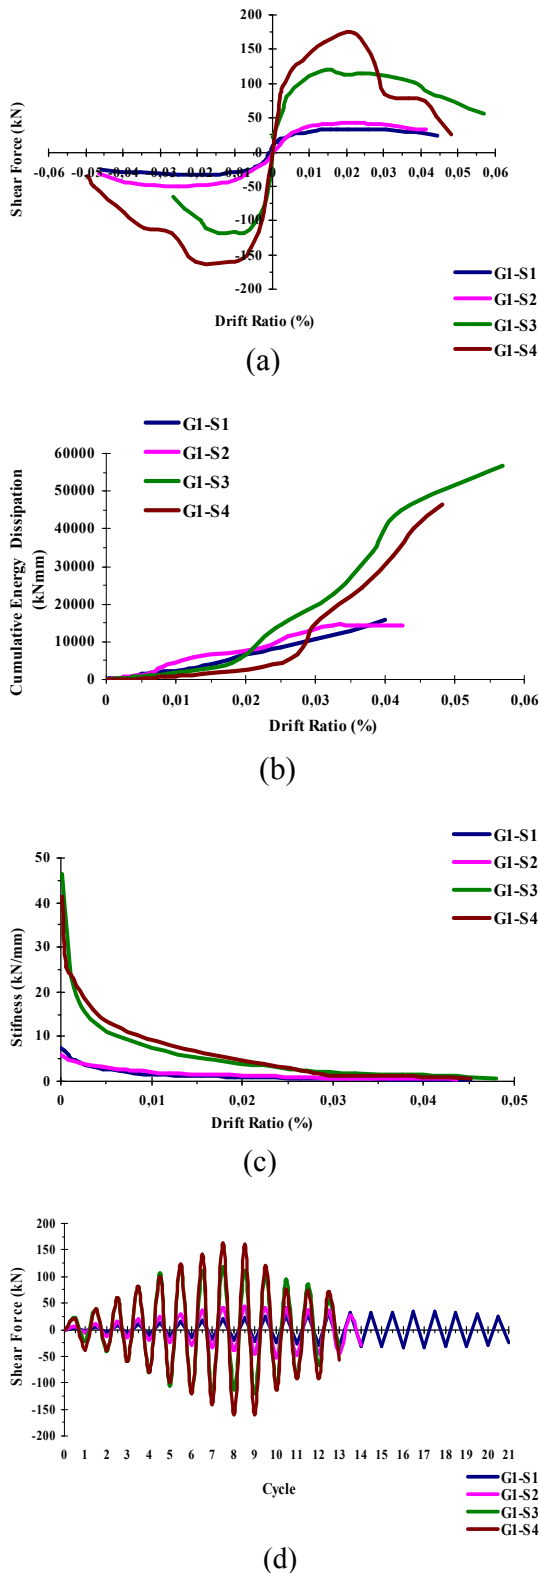 200
150
100
50
0
-50
-100
-150
-200
Shear Force (kN)
-0,06 -0,05 -0,04 -0,03 -0,02 -0,01 0 0,01 0,02 0,03 0,04 0,05 0,06
Drift Ratio (%)
G1-S1
G1-S2
G1-S3
G1-S4
(a)
G1-S1
G1-S2
G1-S3
G1-S4
60000
50000
40000
30000
20000
10000
0
Cumulative Energy Dissipation
(kNmm)
0 0,01 0,02 0,03 0,04 0,05 0,06
Drift Ratio (%)
(b)
G1-S1
G1-S2
G1-S3
G1-S4
50
40
30
20
10
0
Stifness (kN/mm)
0 0,01 0,02 0,03 0,04 0,05
Drift Ratio (%)
(c)
200
150
100
50
0
-50
-100
-150
-200
Shear Force (kN)
0 1 2 3 4 5 6 7 8 9 10 11 12 13 14 15 16 17 18 19 20 21
Cycle
G1-S1
G1-S2
G1-S3
G1-S4
(d)